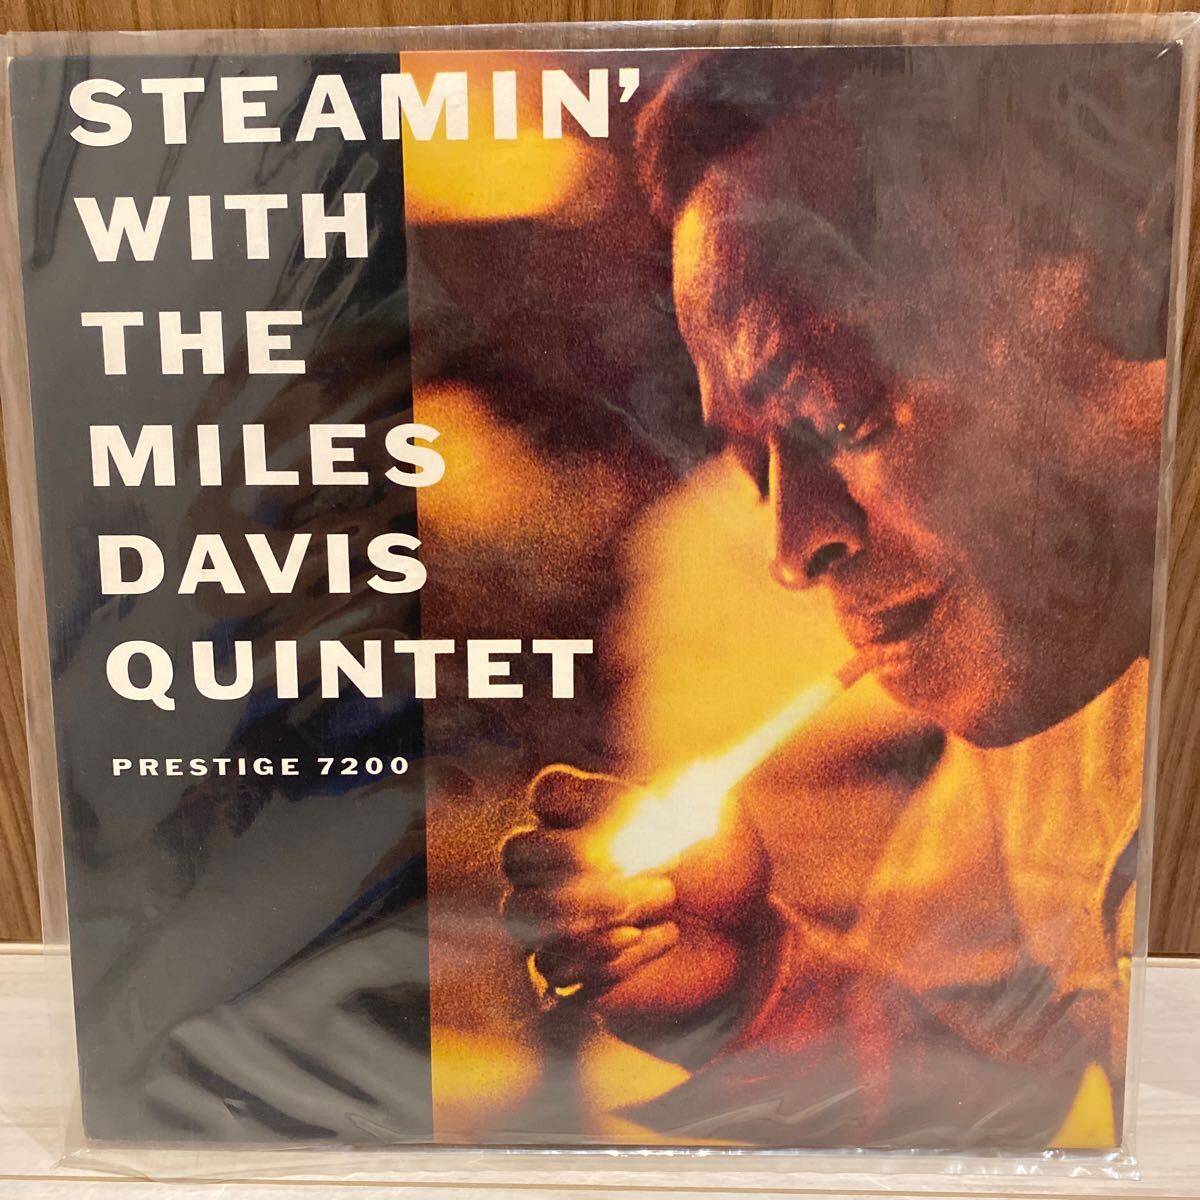 STEAMIN’
WITH
THE
MILES
DAVIS
QUINTET
PRESTIGE 7200